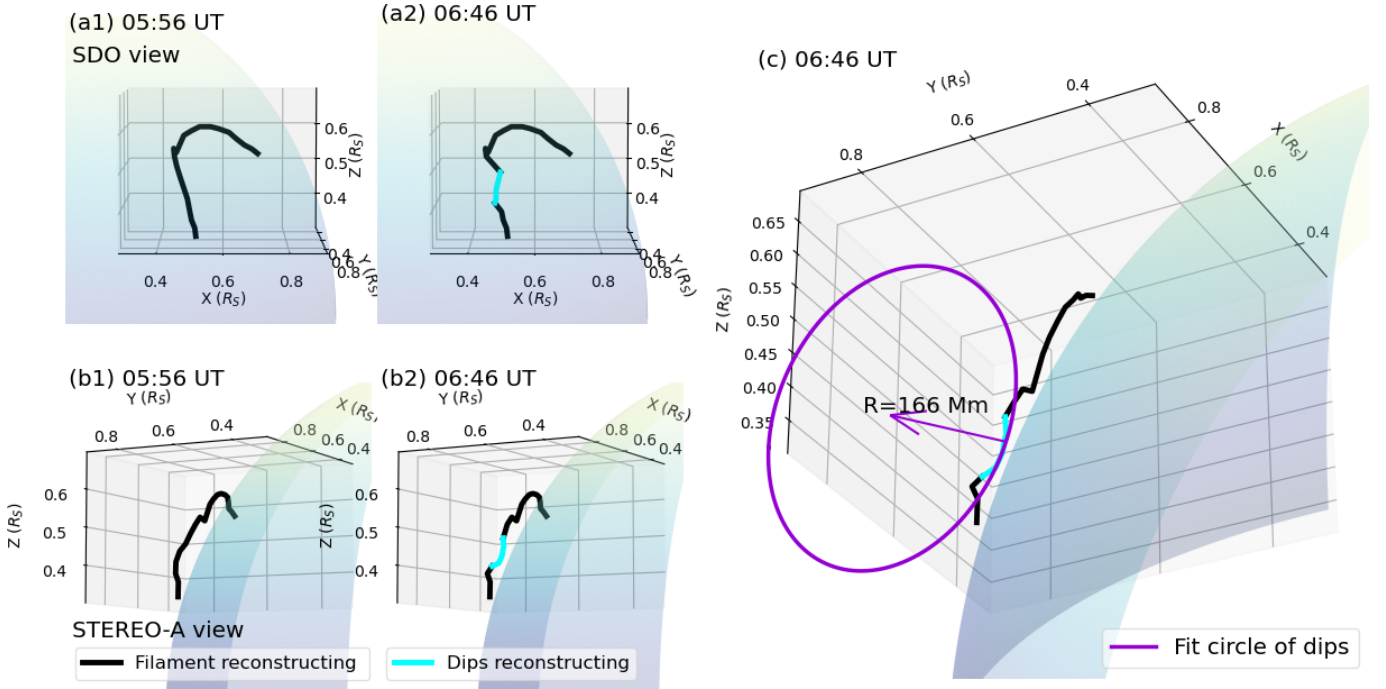 (a1) 05:56 UT
SDO view
0.6
0.5
0.4
Z (R_S)
0.4
0.6
0.8
Y (R_S)
0.4 0.6 0.8
X (R_S)
(a2) 06:46 UT
0.6
0.5
0.4
Z (R_S)
0.4
0.6
0.8
Y (R_S)
0.4 0.6 0.8
X (R_S)
(b1) 05:56 UT
Y (R_S)
X (R_S)
0.8 0.6 0.4
0.8
0.6
0.4
0.6
0.5
0.4
Z (R_S)
STEREO-A view
(b2) 06:46 UT
Y (R_S)
X (R_S)
0.8 0.6 0.4
0.8
0.6
0.4
0.6
0.5
0.4
Z (R_S)
Filament reconstructing
Dips reconstructing
(c) 06:46 UT
Y (R_S)
0.4
0.6
0.8
0.8
0.6
0.4
X (R_S)
0.65
0.60
0.55
0.50
0.45
0.40
0.35
Z (R_S)
R=166 Mm
Fit circle of dips